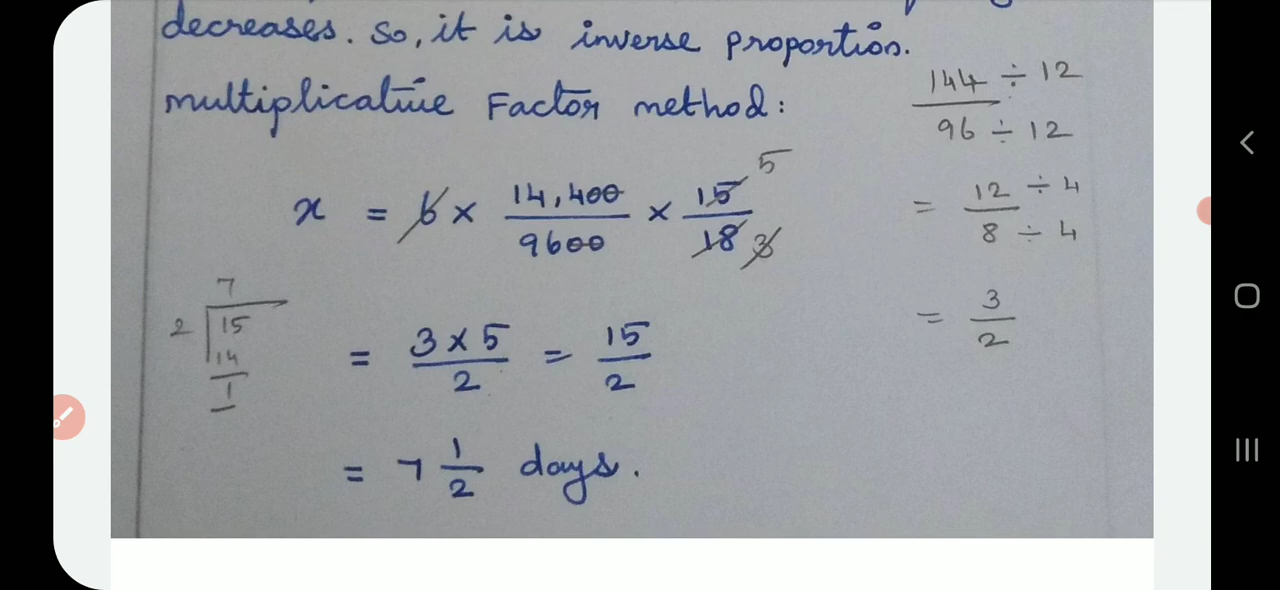 decreases. So, it is inverse proportion.
multiplicative Factor method:
144 ÷ 12
96 ÷ 12
x = 6 × 14,400/9600 × 15/18 5 3
= 12 ÷ 4
8 ÷ 4
= 3/2
7
2 15
14
1
= 3 × 5/2 = 15/2
= 7 1/2 days.